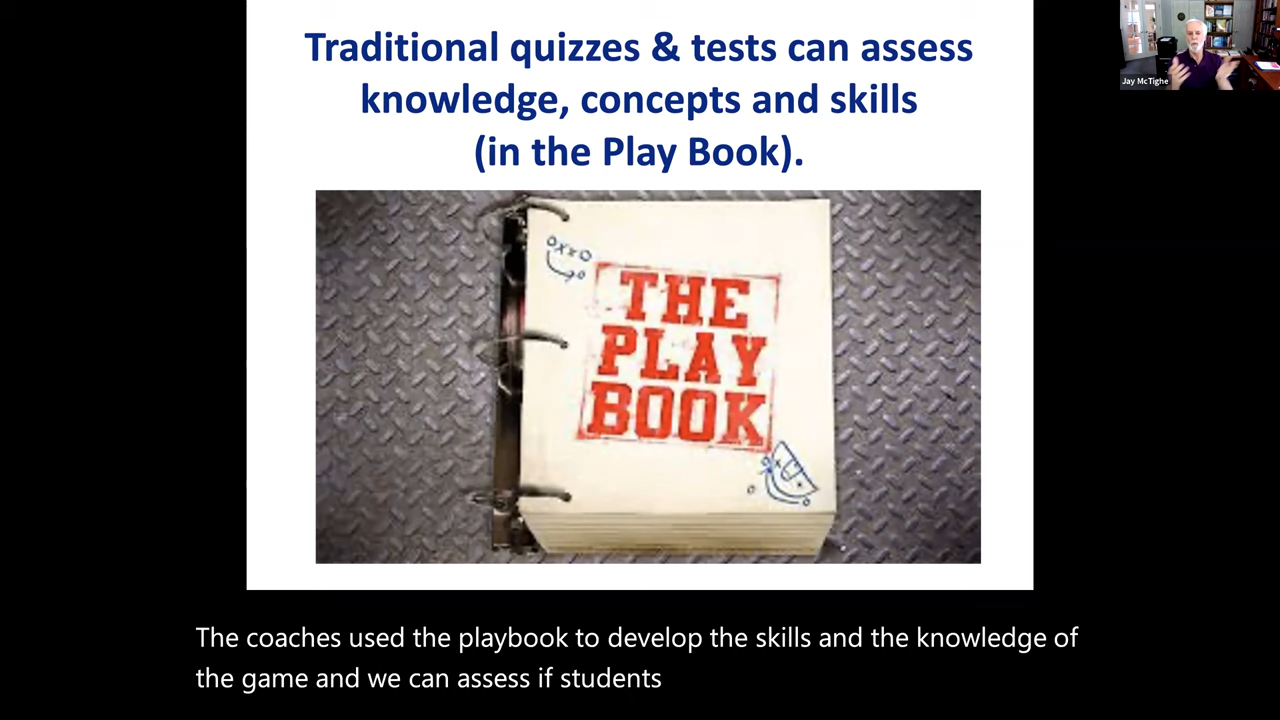 Traditional quizzes & tests can assess
knowledge, concepts and skills
(in the Play Book).
Jay McTighe
THE
PLAY
BOOK
The coaches used the playbook to develop the skills and the knowledge of
the game and we can assess if students